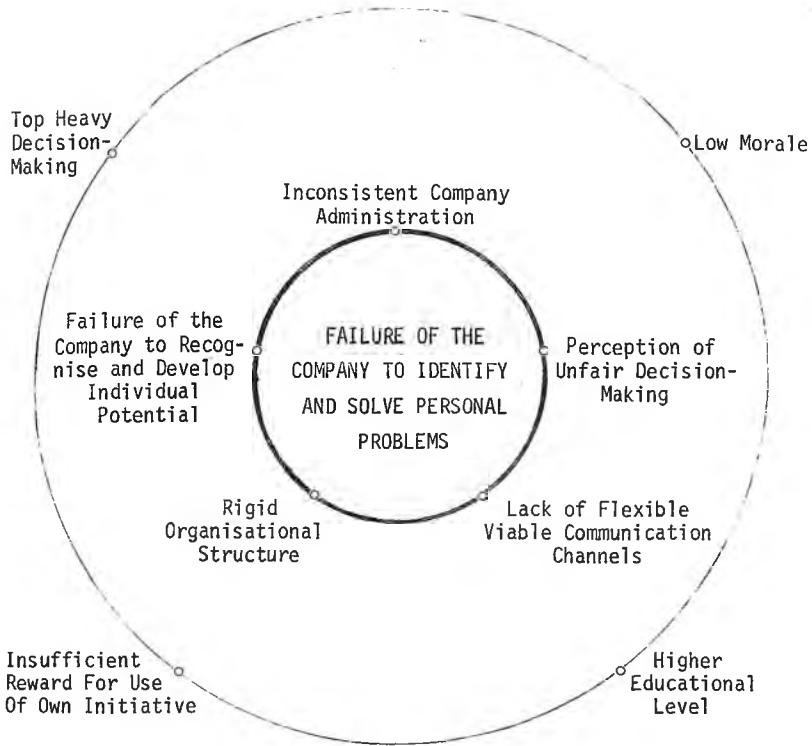 Top Heavy
Decision-
Making
Low Morale
Inconsistent Company
Administration
Failure of the
Company to Recog-
nise and Develop
Individual
Potential
FAILURE OF THE
COMPANY TO IDENTIFY
AND SOLVE PERSONAL
PROBLEMS
Perception of
Unfair Decision-
Making
Rigid
Organisational
Structure
Lack of Flexible
Viable Communication
Channels
Insufficient
Reward For Use
Of Own Initiative
Higher
Educational
Level